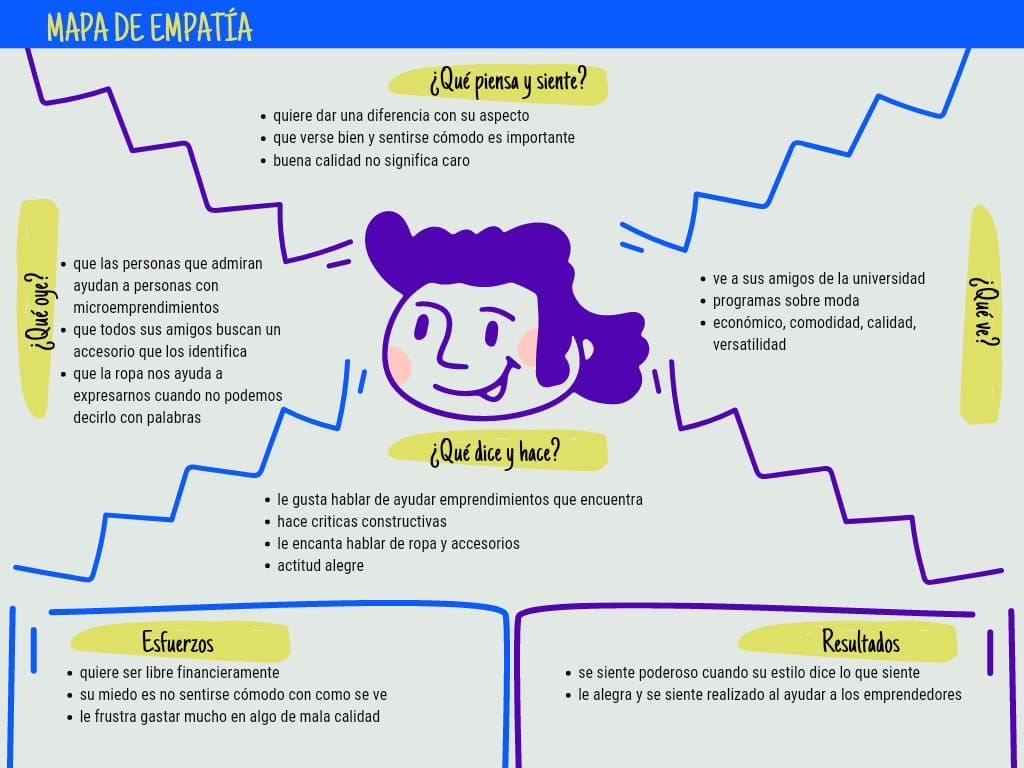 MAPA DE EMPATÍA
¿Qué piensa y siente?
• quiere dar una diferencia con su aspecto
• que verse bien y sentirse cómodo es importante
• buena calidad no significa caro
¿Qué oye?
• que las personas que admiran
ayudan a personas con
microemprendimientos
• que todos sus amigos buscan un
accesorio que los identifica
• que la ropa nos ayuda a
expresarnos cuando no podemos
decirlo con palabras
¿Qué ve?
• ve a sus amigos de la universidad
• programas sobre moda
• económico, comodidad, calidad,
versatilidad
¿Qué dice y hace?
• le gusta hablar de ayudar emprendimientos que encuentra
• hace criticas constructivas
• le encanta hablar de ropa y accesorios
• actitud alegre
Esfuerzos
• quiere ser libre financieramente
• su miedo es no sentirse cómodo con como se ve
• le frustra gastar mucho en algo de mala calidad
Resultados
• se siente poderoso cuando su estilo dice lo que siente
• le alegra y se siente realizado al ayudar a los emprendedores